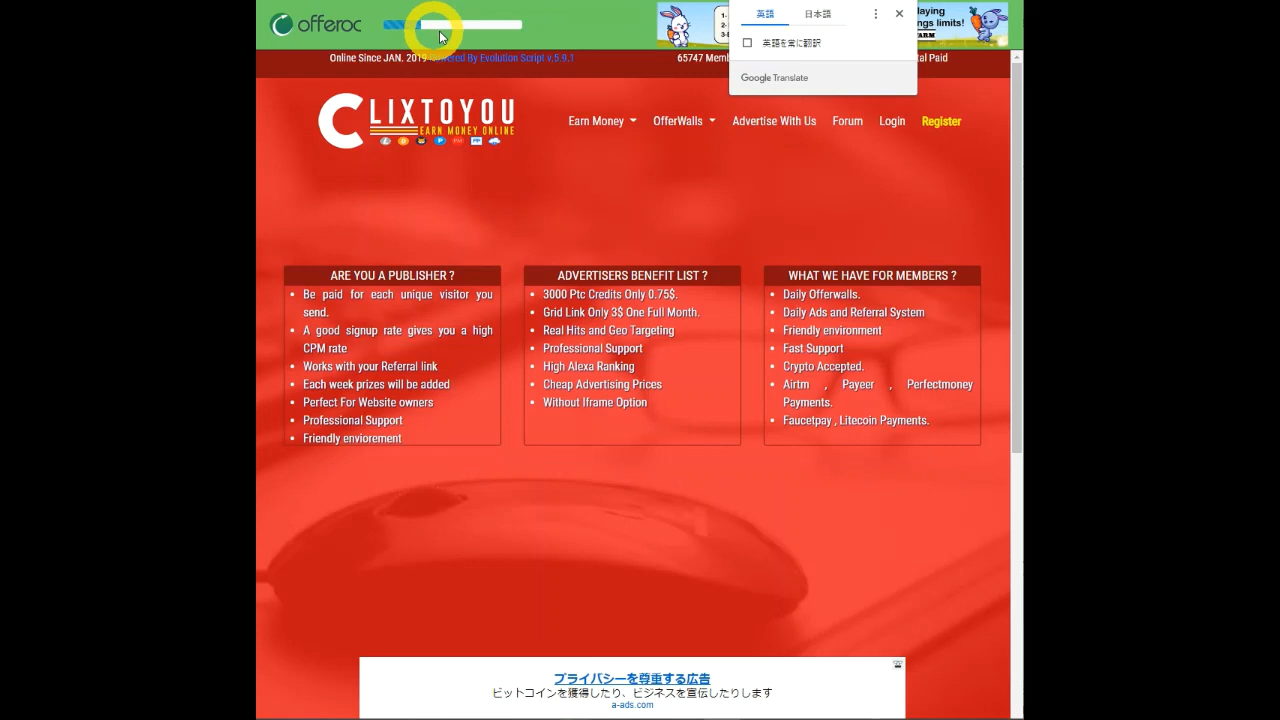 offeroc
1-
2-
3-E
英語
日本語
英語を常に翻訳
Google Translate
laying
ngs limits!
FARM
Online Since JAN. 2019 Powered By Evolution Script v.5.9.1
65747 Memb
tal Paid
CLIXTOYOU
EARN MONEY ONLINE
Earn Money
OfferWalls
Advertise With Us
Forum
Login
Register
ARE YOU A PUBLISHER ?
Be paid for each unique visitor you
send.
A good signup rate gives you a high
CPM rate
Works with your Referral link
Each week prizes will be added
Perfect For Website owners
Professional Support
Friendly enviorement
ADVERTISERS BENEFIT LIST ?
3000 Ptc Credits Only 0.75$.
Grid Link Only 3$ One Full Month.
Real Hits and Geo Targeting
Professional Support
High Alexa Ranking
Cheap Advertising Prices
Without Iframe Option
WHAT WE HAVE FOR MEMBERS ?
Daily Offerwalls.
Daily Ads and Referral System
Friendly environment
Fast Support
Crypto Accepted.
Airtm , Payeer , Perfectmoney
Payments.
Faucetpay , Litecoin Payments.
プライバシーを尊重する広告
ビットコインを獲得したり、ビジネスを宣伝したりします
a-ads.com